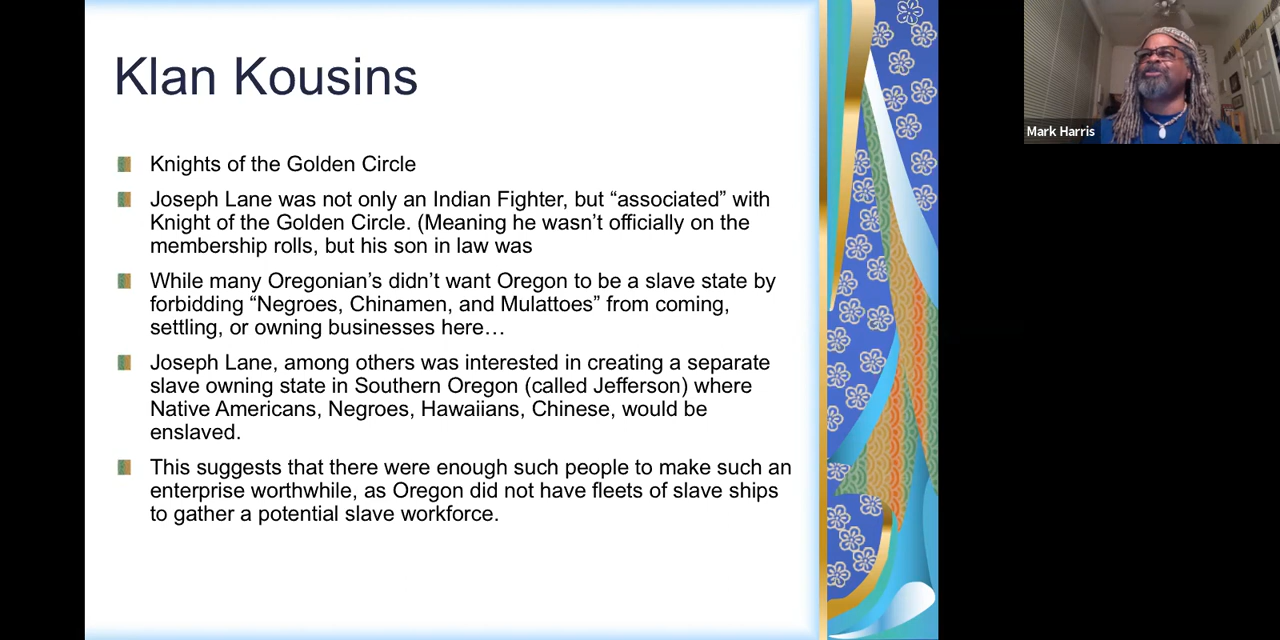 Klan Kousins
Knights of the Golden Circle
Joseph Lane was not only an Indian Fighter, but “associated” with
Knight of the Golden Circle. (Meaning he wasn’t officially on the
membership rolls, but his son in law was
While many Oregonian’s didn’t want Oregon to be a slave state by
forbidding “Negroes, Chinamen, and Mulattoes” from coming,
settling, or owning businesses here…
Joseph Lane, among others was interested in creating a separate
slave owning state in Southern Oregon (called Jefferson) where
Native Americans, Negroes, Hawaiians, Chinese, would be
enslaved.
This suggests that there were enough such people to make such an
enterprise worthwhile, as Oregon did not have fleets of slave ships
to gather a potential slave workforce.
Mark Harris